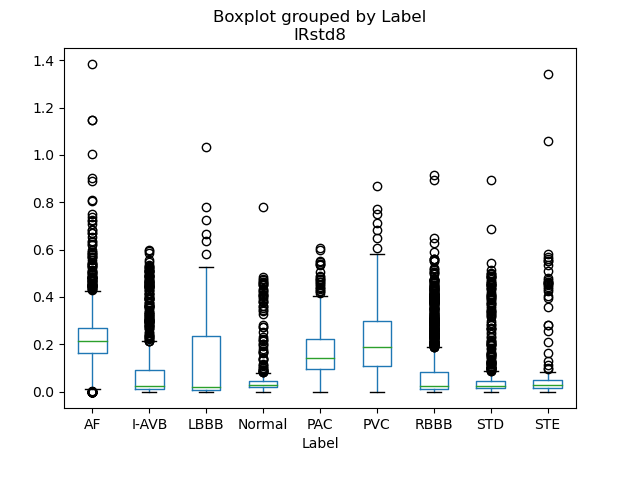 Boxplot grouped by Label
IRstd8
1.4
1.2
1.0
0.8
0.6
0.4
0.2
0.0
AF I-AVB LBBB Normal PAC PVC RBBB STD STE
Label